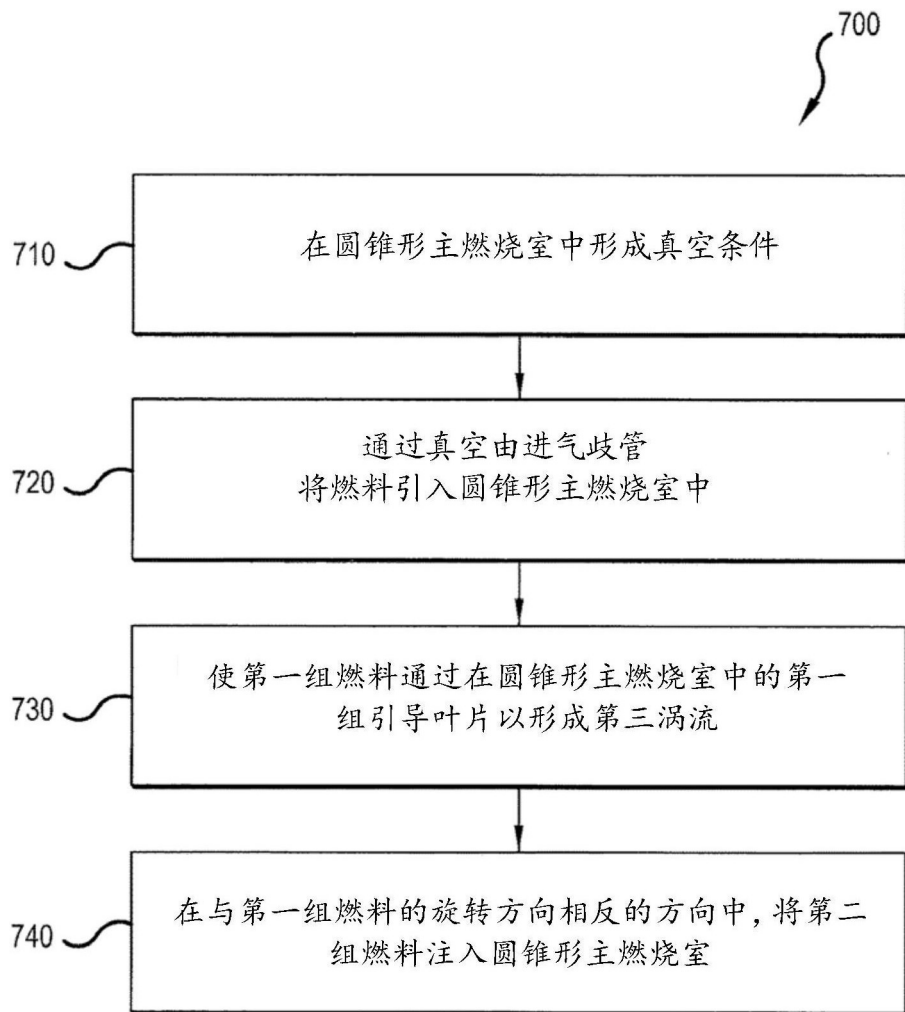 700
710
在圆锥形主燃烧室中形成真空条件
720
通过真空由进气歧管
将燃料引入圆锥形主燃烧室中
730
使第一组燃料通过在圆锥形主燃烧室中的第一
组引导叶片以形成第三涡流
740
在与第一组燃料的旋转方向相反的方向中，将第二
组燃料注入圆锥形主燃烧室